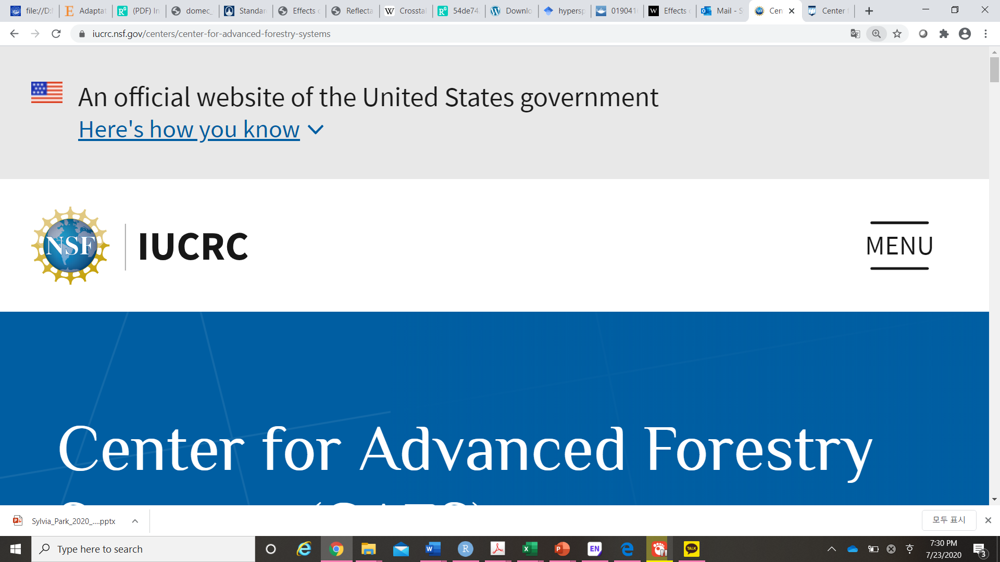 file://D:
Adaptat
(PDF) In
domec_
Standar
Effects
Reflecta
Crosstal
54de74
Downlo
hypersp
019041
Effects
Mail - S
Cen
Center
iucrc.nsf.gov/centers/center-for-advanced-forestry-systems
An official website of the United States government
Here's how you know
NSF
IUCRC
MENU
Center for Advanced Forestry
Sylvia_Park_2020_....pptx
모두 표시
Type here to search
EN
TALK
7:30 PM
7/23/2020
3